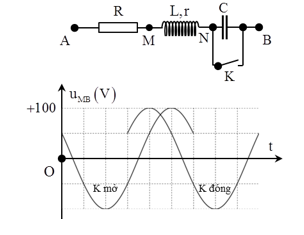 R L, r C
A M N B
K
u_MB (V)
+100
t
O
K mở K đóng